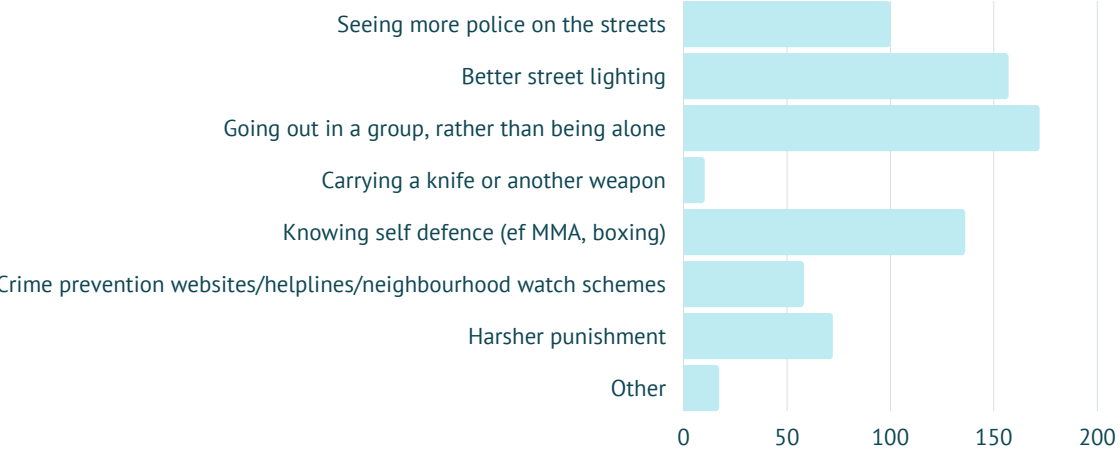 Seeing more police on the streets
Better street lighting
Going out in a group, rather than being alone
Carrying a knife or another weapon
Knowing self defence (ef MMA, boxing)
Crime prevention websites/helplines/neighbourhood watch schemes
Harsher punishment
Other
0 50 100 150 200